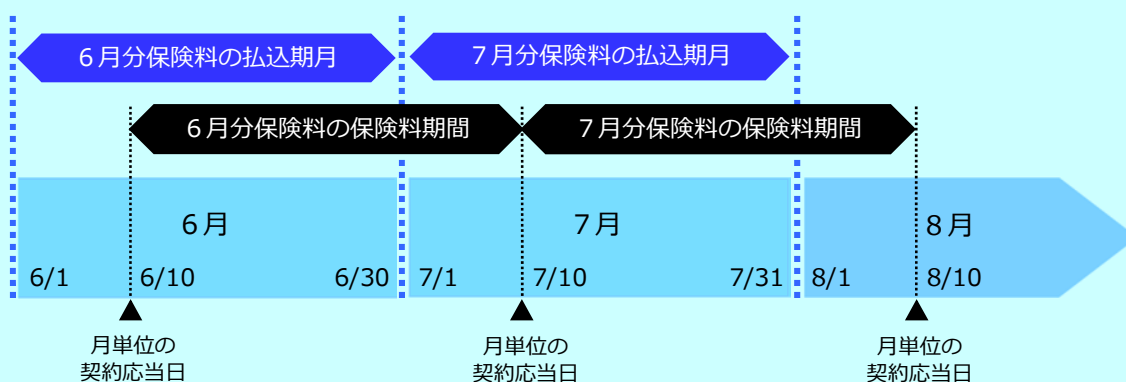 6月分保険料の払込期月
7月分保険料の払込期月
6月分保険料の保険料期間
7月分保険料の保険料期間
6月
7月
8月
6/1
6/10
6/30
7/1
7/10
7/31
8/1
8/10
月単位の
契約応当日
月単位の
契約応当日
月単位の
契約応当日